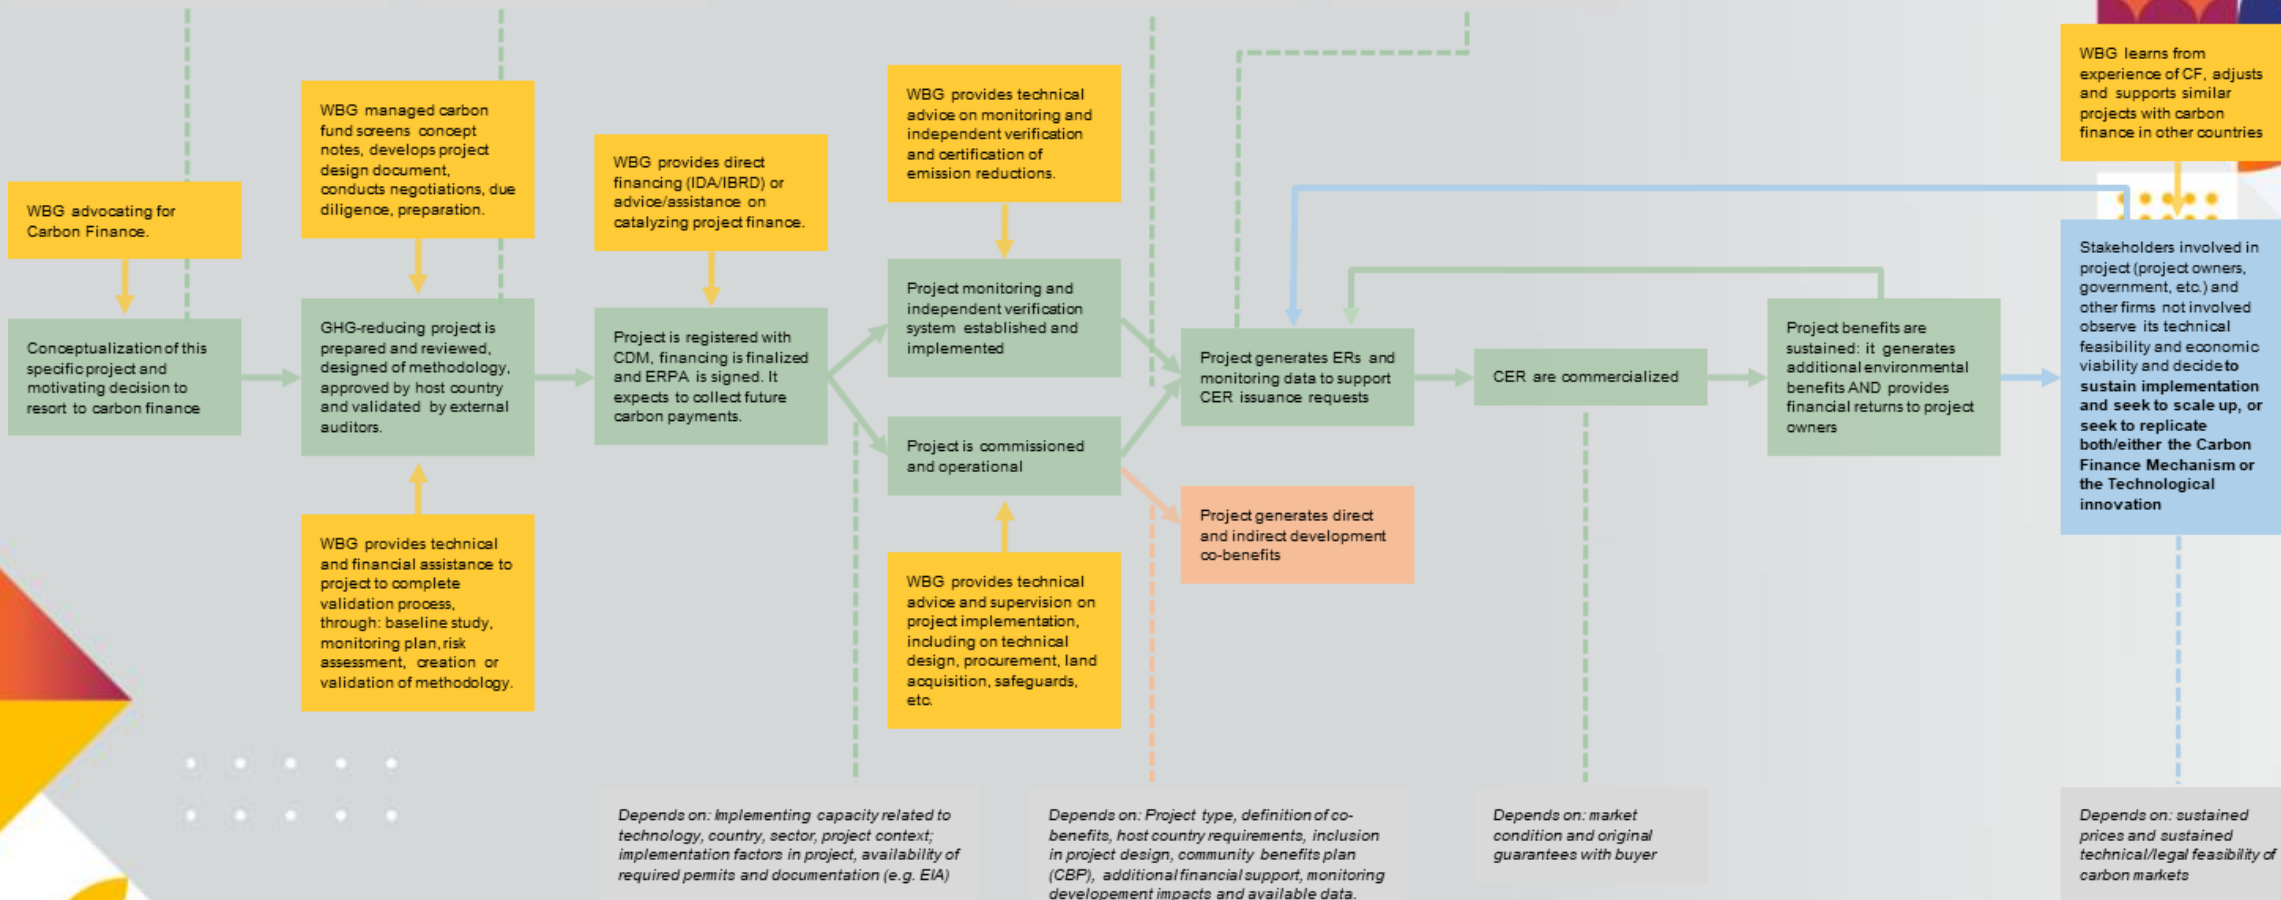 WBG advocating for
Carbon Finance.
WBG managed carbon
fund screens concept
notes, develops project
design document,
conducts negotiations, due
diligence, preparation.
WBG provides direct
financing (IDA/IBRD) or
advice/assistance on
catalyzing project finance.
WBG provides technical
advice on monitoring and
independent verification
and certification of
emission reductions.
WBG learns from
experience of CF, adjusts
and supports similar
projects with carbon
finance in other countries
Conceptualization of this
specific project and
motivating decision to
resort to carbon finance
GHG-reducing project is
prepared and reviewed,
designed of methodology,
approved by host country
and validated by external
auditors.
Project is registered with
CDM, financing is finalized
and ERPA is signed. It
expects to collect future
carbon payments.
Project monitoring and
independent verification
system established and
implemented
Project is commissioned
and operational
Project generates ERs and
monitoring data to support
CER issuance requests
CER are commercialized
Project benefits are
sustained: it generates
additional environmental
benefits AND provides
financial returns to project
owners
Stakeholders involved in
project (project owners,
government, etc.) and
other firms not involved
observe its technical
feasibility and economic
viability and decide to
sustain implementation
and seek to scale up, or
seek to replicate
both/either the Carbon
Finance Mechanism or
the Technological
innovation
Project generates direct
and indirect development
co-benefits
WBG provides technical
and financial assistance to
project to complete
validation process,
through: baseline study,
monitoring plan, risk
assessment, creation or
validation of methodology.
WBG provides technical
advice and supervision on
project implementation,
including on technical
design, procurement, land
acquisition, safeguards,
etc.
Depends on: Implementing capacity related to
technology, country, sector, project context;
implementation factors in project, availability of
required permits and documentation (e.g. EIA)
Depends on: Project type, definition of co-
benefits, host country requirements, inclusion
in project design, community benefits plan
(CBP), additional financial support, monitoring
developement impacts and available data.
Depends on: market
condition and original
guarantees with buyer
Depends on: sustained
prices and sustained
technical/legal feasibility of
carbon markets